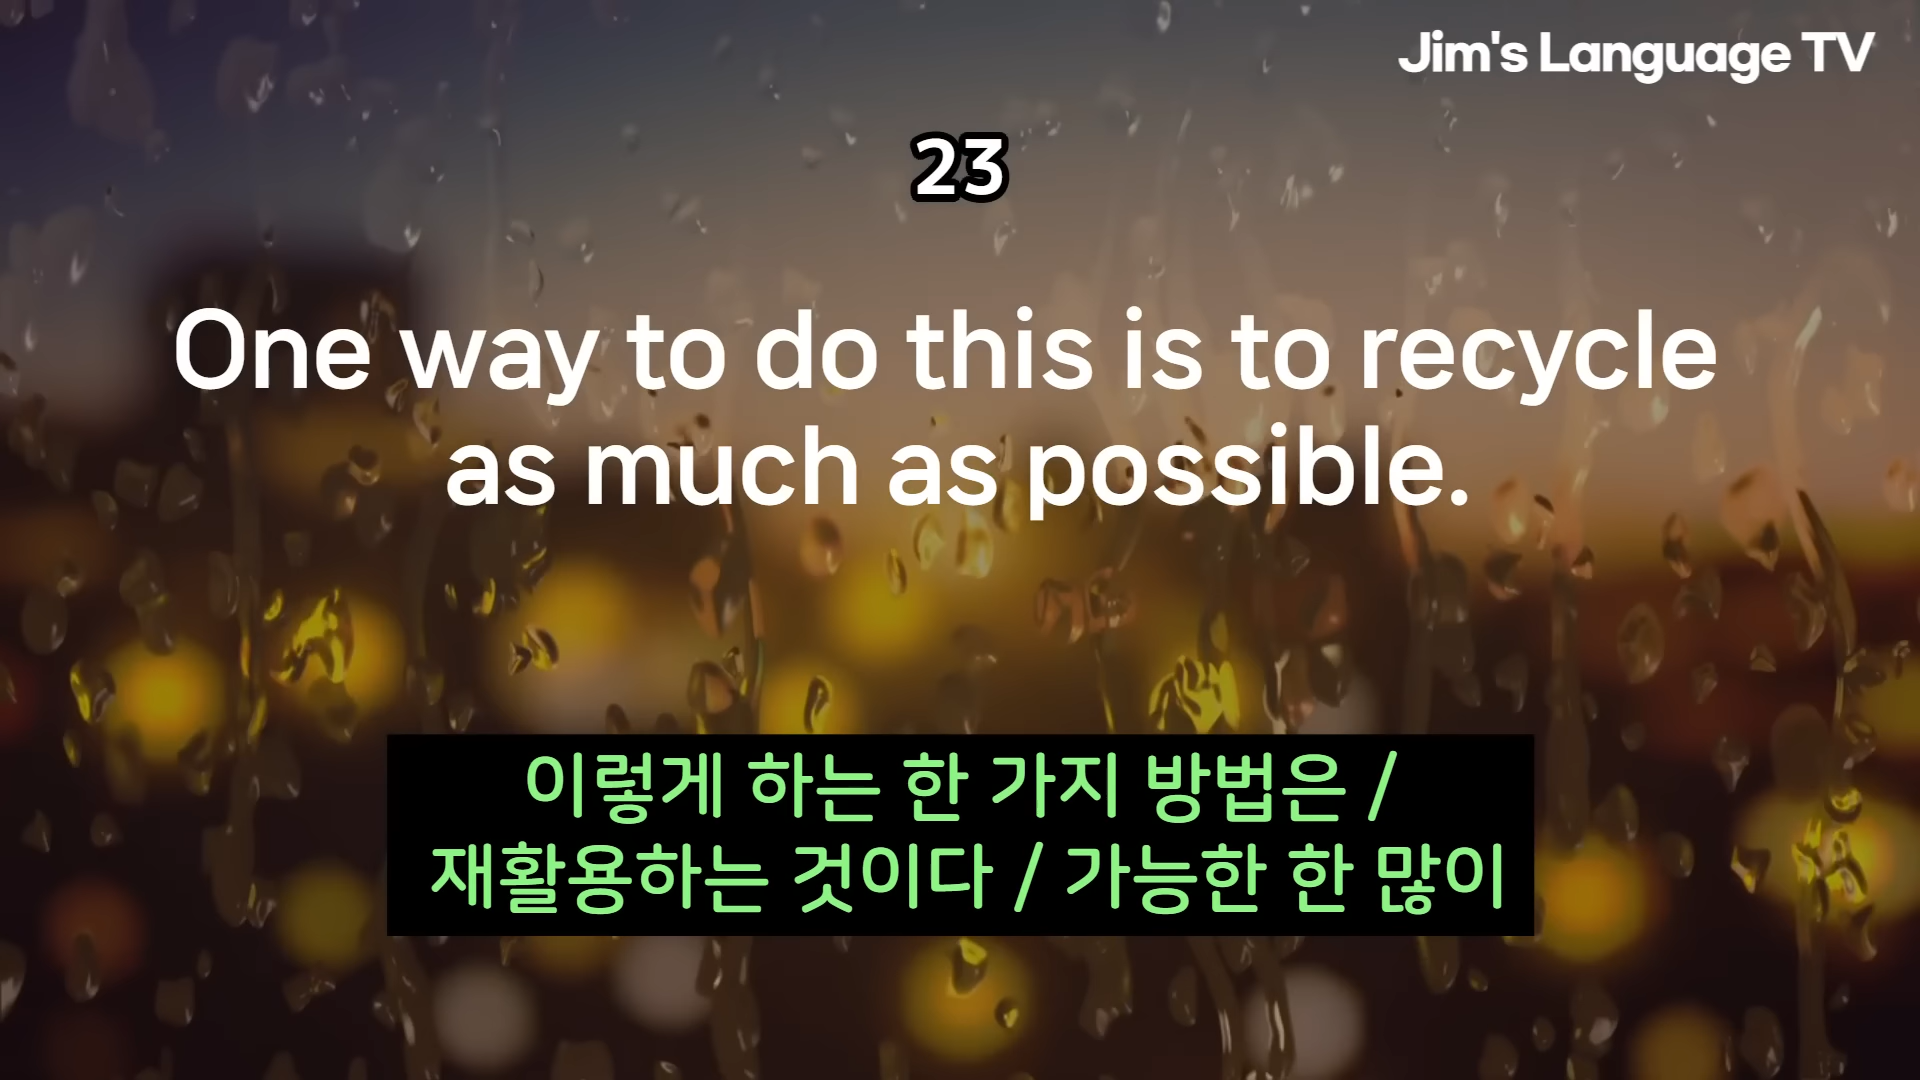 Jim's Language TV
23
One way to do this is to recycle
as much as possible.
이렇게 하는 한 가지 방법은 /
재활용하는 것이다 / 가능한 한 많이